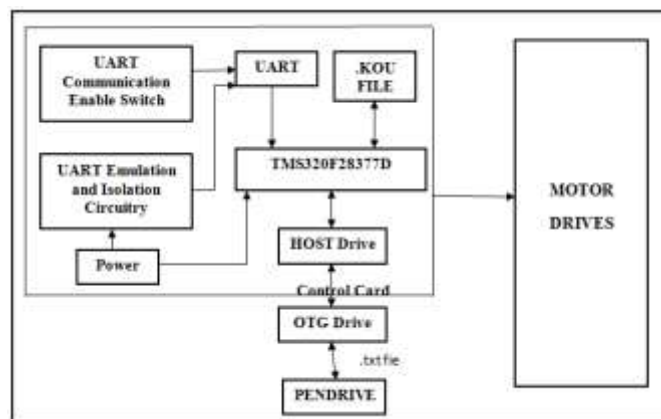 UART
Communication
Enable Switch
UART
.KOU
FILE
TMS320F28377D
UART Emulation
and Isolation
Circuitry
Power
HOST Drive
Control Card
OTG Drive
.txtfie
PENDRIVE
MOTOR
DRIVES